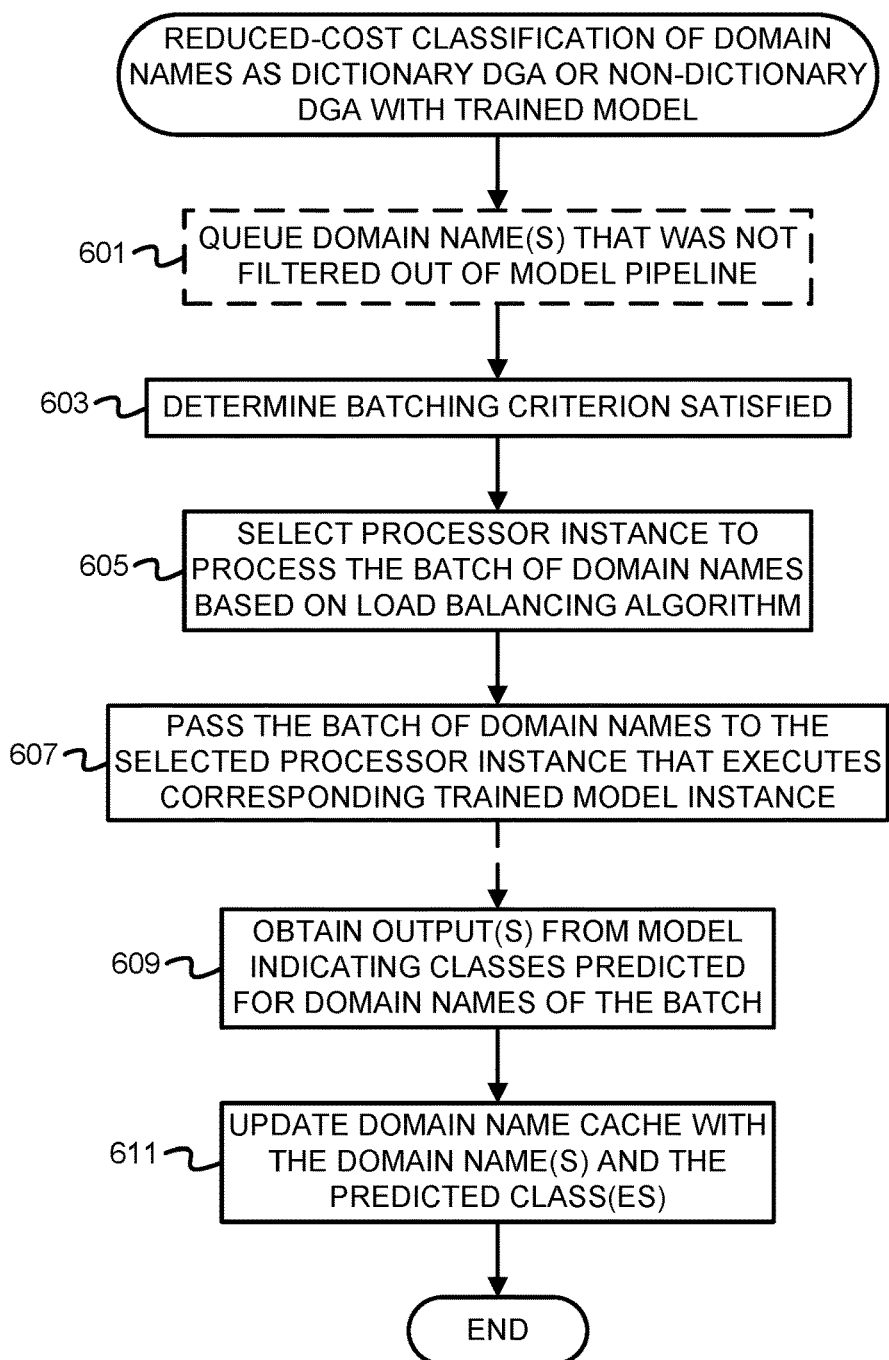 REDUCED-COST CLASSIFICATION OF DOMAIN
NAMES AS DICTIONARY DGA OR NON-DICTIONARY
DGA WITH TRAINED MODEL
601
QUEUE DOMAIN NAME(S) THAT WAS NOT
FILTERED OUT OF MODEL PIPELINE
603
DETERMINE BATCHING CRITERION SATISFIED
605
SELECT PROCESSOR INSTANCE TO
PROCESS THE BATCH OF DOMAIN NAMES
BASED ON LOAD BALANCING ALGORITHM
607
PASS THE BATCH OF DOMAIN NAMES TO THE
SELECTED PROCESSOR INSTANCE THAT EXECUTES
CORRESPONDING TRAINED MODEL INSTANCE
609
OBTAIN OUTPUT(S) FROM MODEL
INDICATING CLASSES PREDICTED
FOR DOMAIN NAMES OF THE BATCH
611
UPDATE DOMAIN NAME CACHE WITH
THE DOMAIN NAME(S) AND THE
PREDICTED CLASS(ES)
END